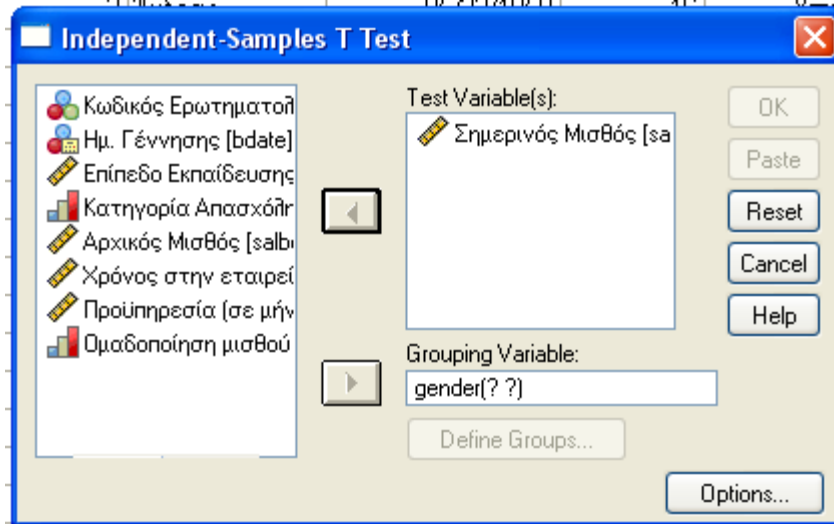 Independent-Samples T Test
Κωδικός Ερωτηματολ
Ημ. Γέννησης [bdate]
Επίπεδο Εκπαίδευσης
Κατηγορία Απασχόλη
Αρχικός Μισθός [salb
Χρόνος στην εταιρεί
Προϋπηρεσία (σε μήν
Ομαδοποίηση μισθού
Test Variable(s):
Σημερινός Μισθός [sa
Grouping Variable:
gender(? ?)
Define Groups...
OK
Paste
Reset
Cancel
Help
Options...